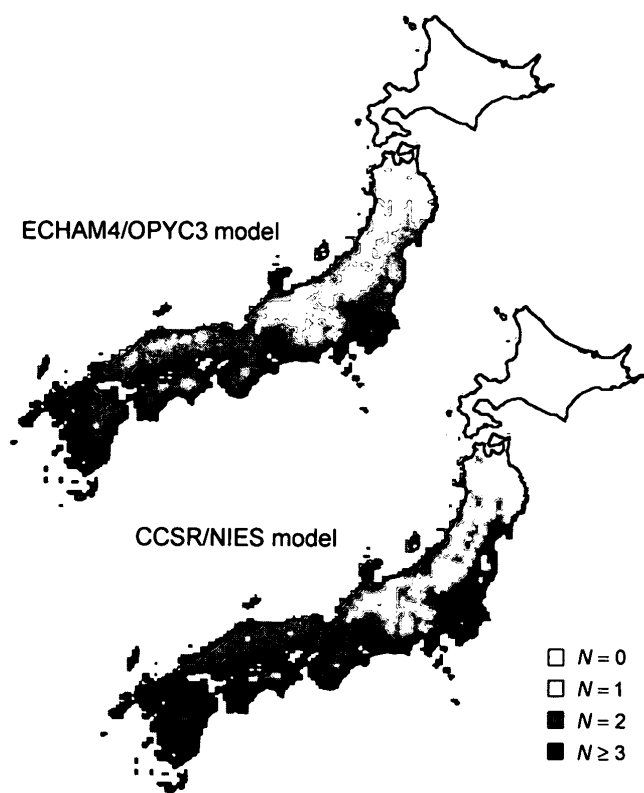 ECHAM4/OPYC3 model
CCSR/NIES model
N = 0
N = 1
N = 2
N ≥ 3